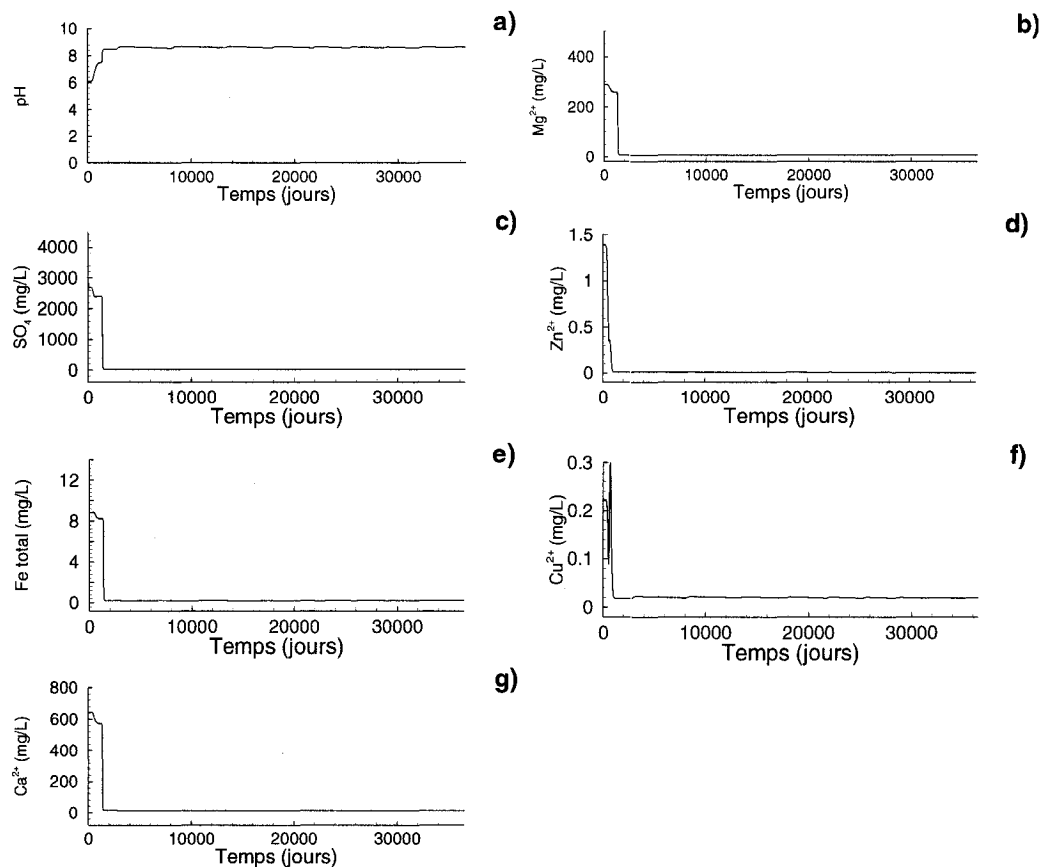 a)
10
8
6
4
2
0
pH
0 10000 20000 30000
Temps (jours)
b)
400
200
0
Mg²⁺ (mg/L)
0 10000 20000 30000
Temps (jours)
c)
4000
3000
2000
1000
0
SO₄ (mg/L)
0 10000 20000 30000
Temps (jours)
d)
1.5
1
0.5
0
Zn²⁺ (mg/L)
0 10000 20000 30000
Temps (jours)
e)
12
8
4
0
Fe total (mg/L)
0 10000 20000 30000
Temps (jours)
f)
0.3
0.2
0.1
0
Cu²⁺ (mg/L)
0 10000 20000 30000
Temps (jours)
g)
800
600
400
200
0
Ca²⁺ (mg/L)
0 10000 20000 30000
Temps (jours)